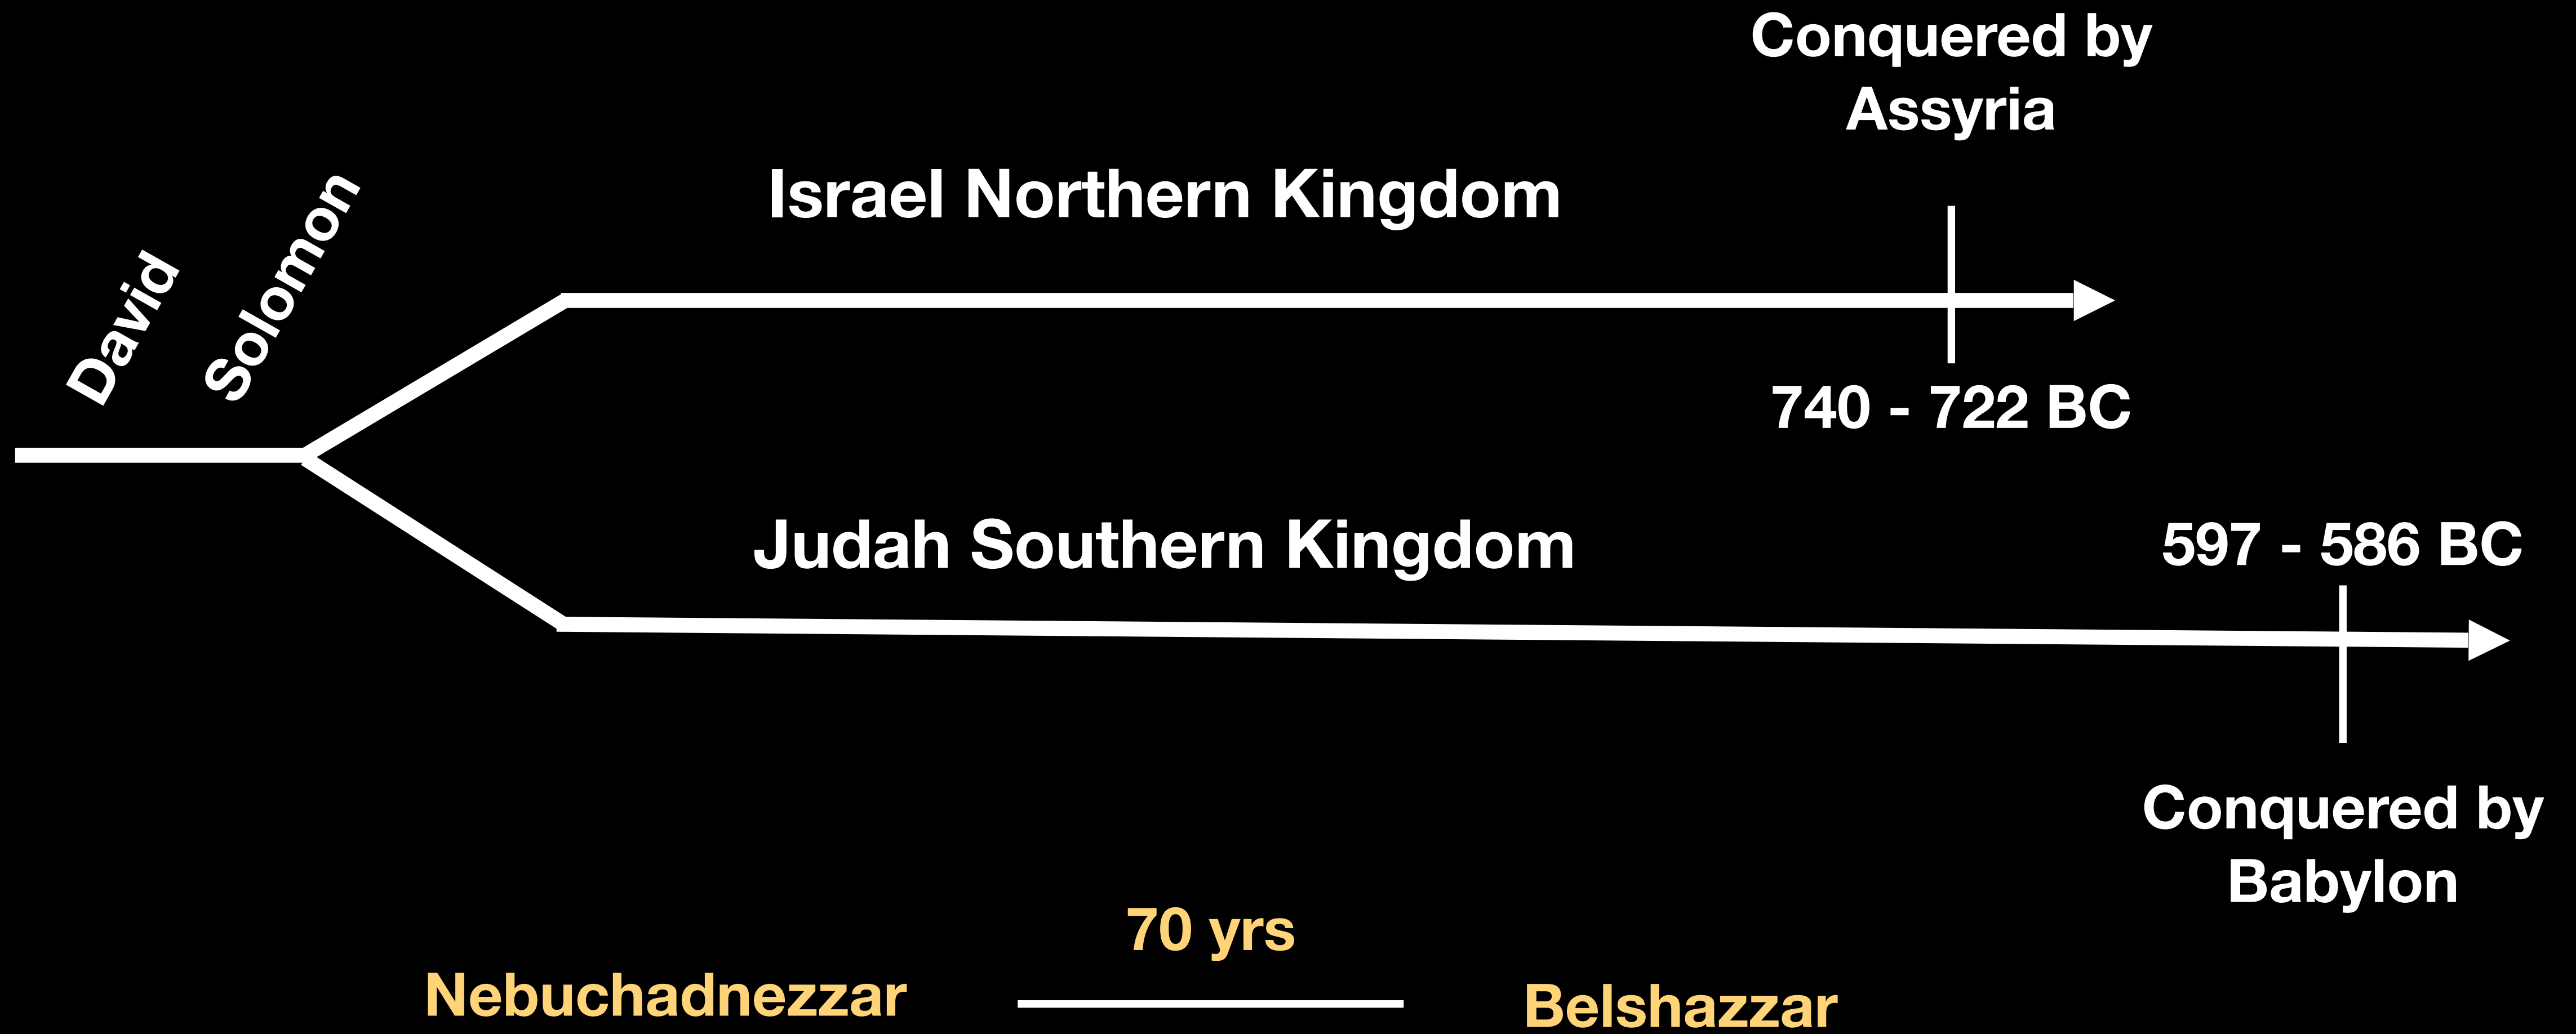 Conquered by
Assyria
Israel Northern Kingdom
David
Solomon
740 - 722 BC
Judah Southern Kingdom
597 - 586 BC
Conquered by
Babylon
70 yrs
Nebuchadnezzar
Belshazzar